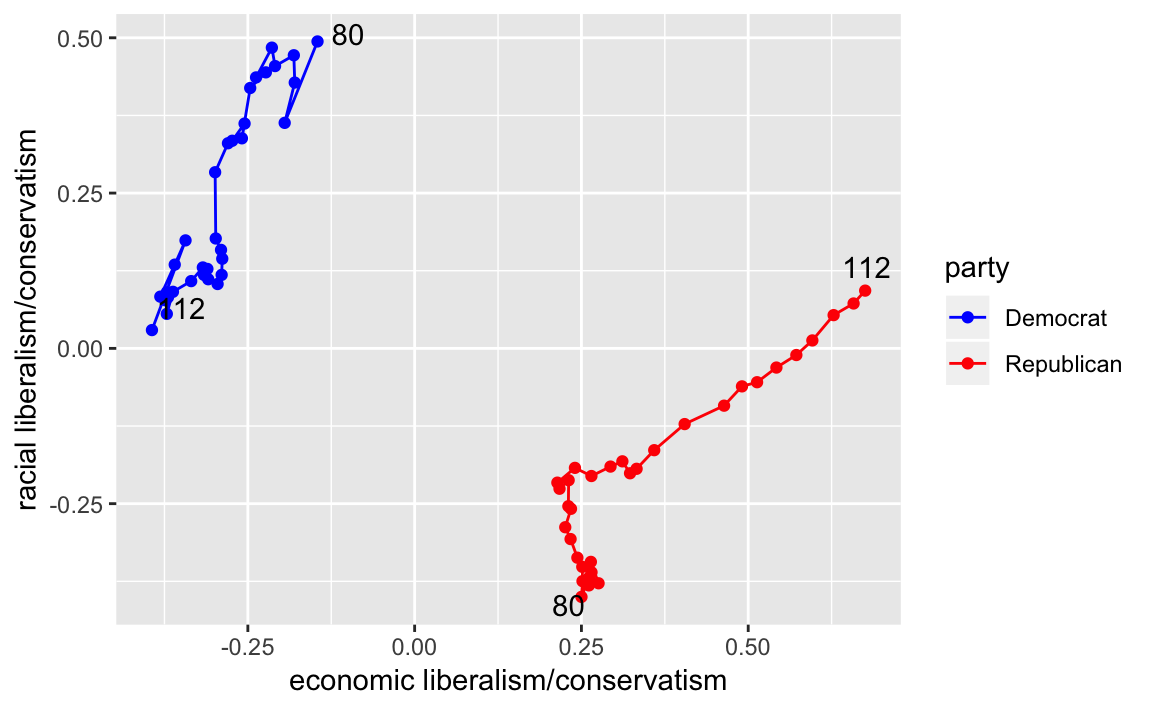 80
0.50
0.25
0.00
-0.25
racial liberalism/conservatism
112
112
80
-0.25
0.00
0.25
0.50
economic liberalism/conservatism
party
Democrat
Republican